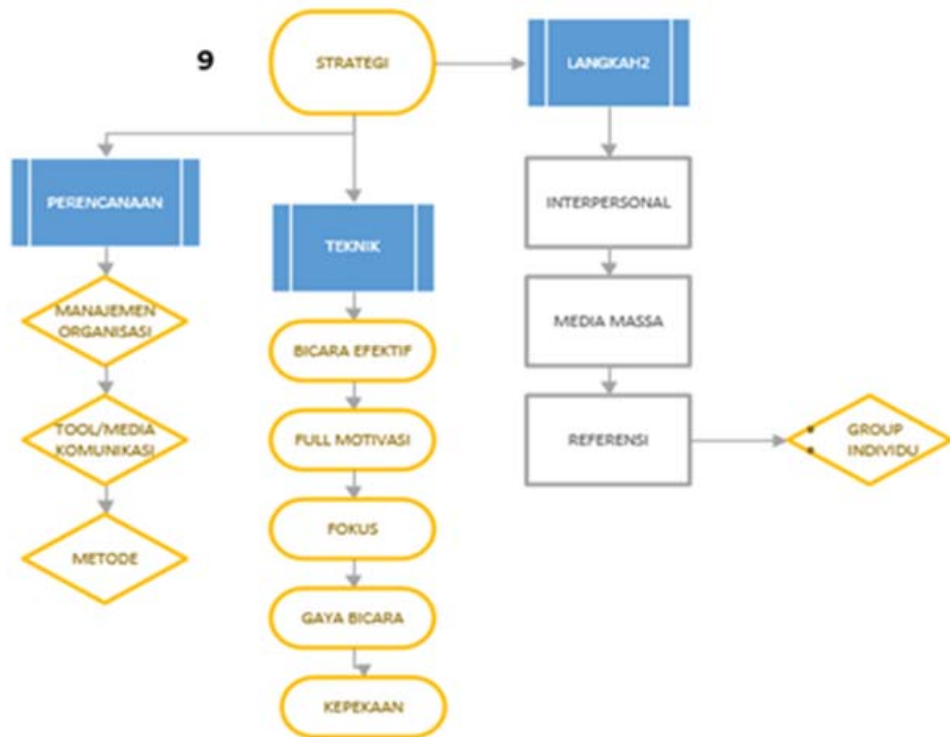 9
STRATEGI
LANGKAH2
PERENCANAAN
MANAJEMEN
ORGANISASI
TOOL/MEDIA
KOMUNIKASI
METODE
TEKNIK
BICARA EFEKTIF
FULL MOTIVASI
FOKUS
GAYA BICARA
KEPEKAAN
INTERPERSONAL
MEDIA MASSA
REFERENSI
• GROUP
• INDIVIDU